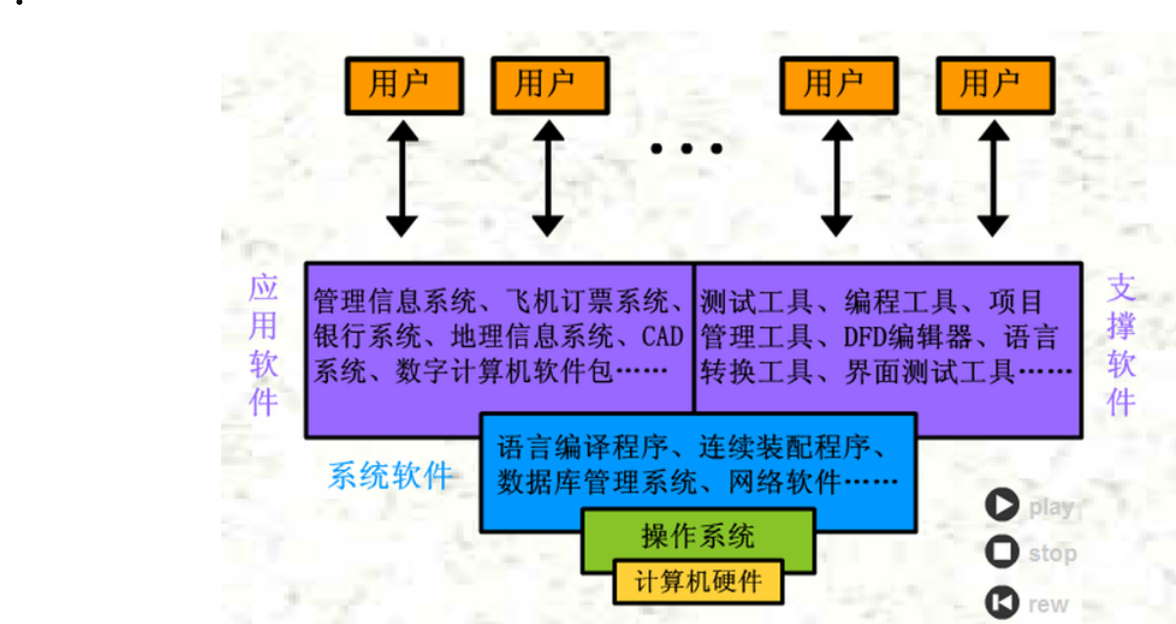 用户
用户
用户
用户
应用软件
管理信息系统、飞机订票系统、
银行系统、地理信息系统、CAD
系统、数字计算机软件包……
测试工具、编程工具、项目
管理工具、DFD编辑器、语言
转换工具、界面测试工具……
支撑软件
系统软件
语言编译程序、连续装配程序、
数据库管理系统、网络软件……
操作系统
计算机硬件
play
stop
rew